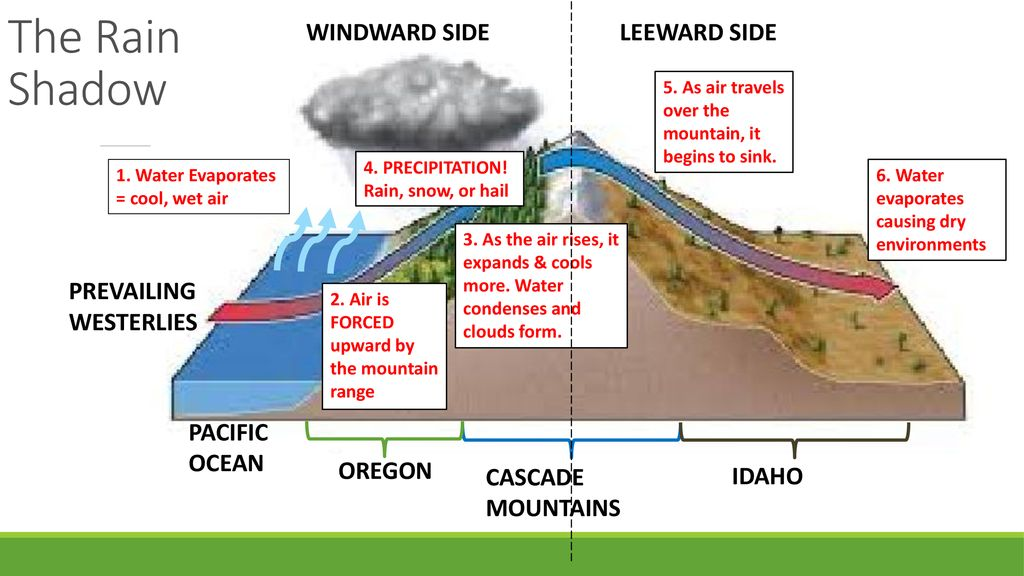 The Rain
Shadow
WINDWARD SIDE
LEEWARD SIDE
5. As air travels
over the
mountain, it
begins to sink.
1. Water Evaporates
= cool, wet air
4. PRECIPITATION!
Rain, snow, or hail
6. Water
evaporates
causing dry
environments
3. As the air rises, it
expands & cools
more. Water
condenses and
clouds form.
PREVAILING
WESTERLIES
2. Air is
FORCED
upward by
the mountain
range
PACIFIC
OCEAN
OREGON
CASCADE
MOUNTAINS
IDAHO